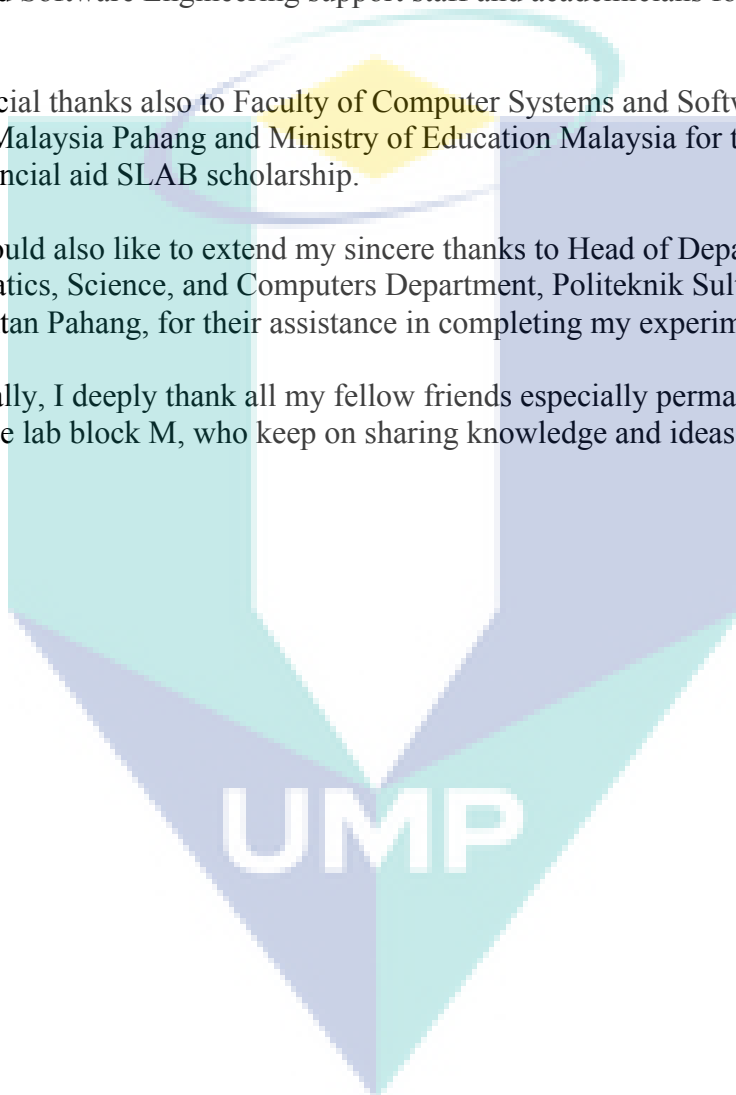 Software Engineering support staff and academicians
cial thanks also to Faculty of Computer Systems and Softw
Malaysia Pahang and Ministry of Education Malaysia for t
ncial aid SLAB scholarship.
ould also like to extend my sincere thanks to Head of Depa
atics, Science, and Computers Department, Politeknik Sul
tan Pahang, for their assistance in completing my experim
ally, I deeply thank all my fellow friends especially perma
e lab block M, who keep on sharing knowledge and ideas
UMP